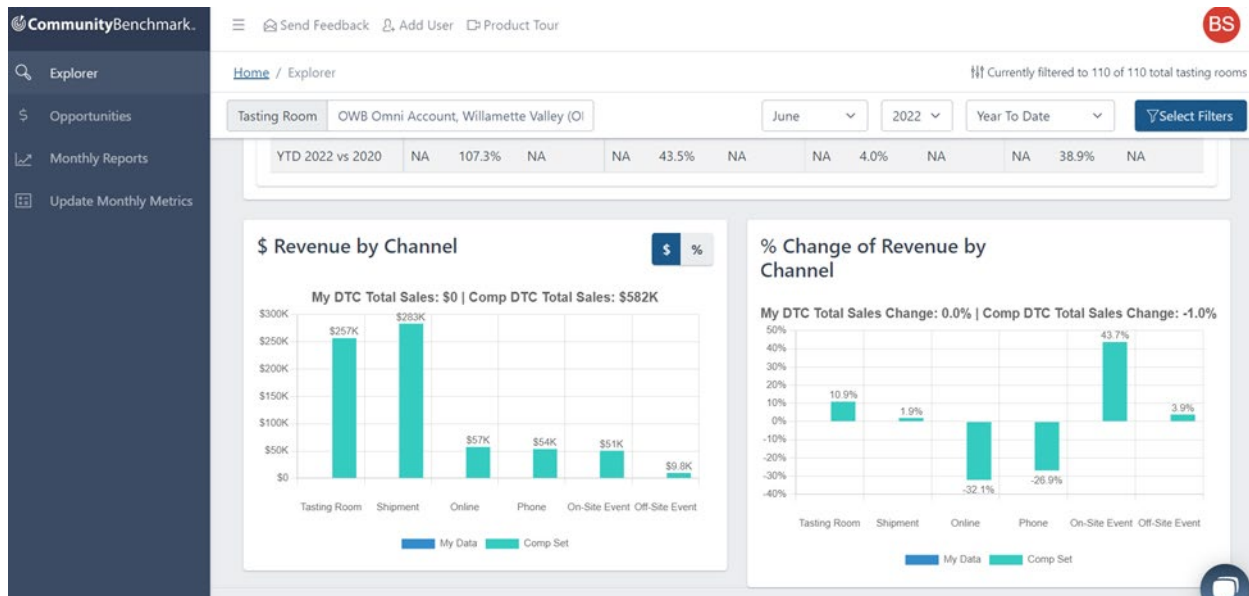 CommunityBenchmark.
Send Feedback Add User Product Tour
BS
Explorer
Opportunities
Monthly Reports
Update Monthly Metrics
Home / Explorer
Currently filtered to 110 of 110 total tasting rooms
Tasting Room OWB Omni Account, Willamette Valley (O
June 2022 Year To Date Select Filters
YTD 2022 vs 2020 NA 107.3% NA NA 43.5% NA NA 4.0% NA NA 38.9% NA
$ Revenue by Channel
$ %
My DTC Total Sales: $0 | Comp DTC Total Sales: $582K
$300K
$250K
$200K
$150K
$100K
$50K
$0
$257K
$283K
$57K
$54K
$51K
$9.8K
Tasting Room Shipment Online Phone On-Site Event Off-Site Event
My Data Comp Set
% Change of Revenue by
Channel
My DTC Total Sales Change: 0.0% | Comp DTC Total Sales Change: -1.0%
50%
40%
30%
20%
10%
0%
-10%
-20%
-30%
-40%
10.9%
1.9%
-32.1%
-26.9%
43.7%
3.9%
Tasting Room Shipment Online Phone On-Site Event Off-Site Event
My Data Comp Set